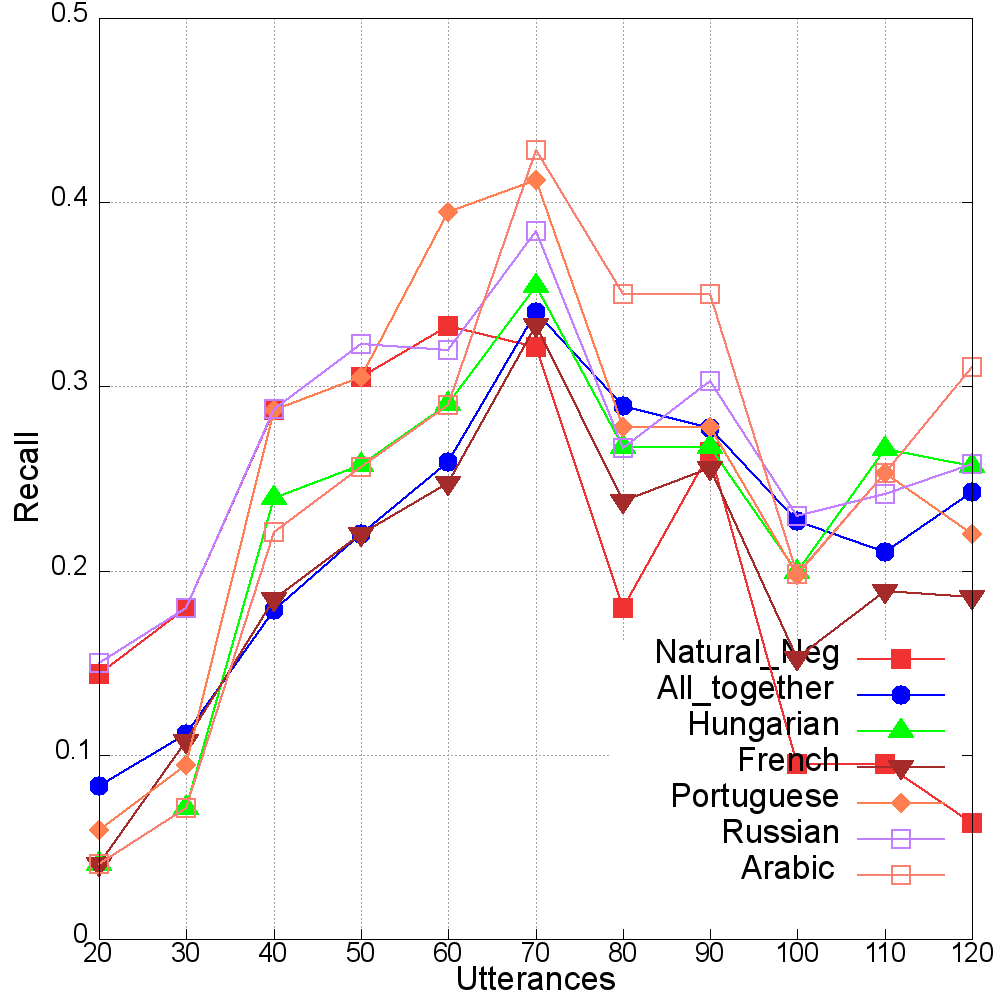 0.5
0.4
0.3
0.2
0.1
0
Recall
20 30 40 50 60 70 80 90 100 110 120
Utterances
Natural_Neg
All_together
Hungarian
French
Portuguese
Russian
Arabic